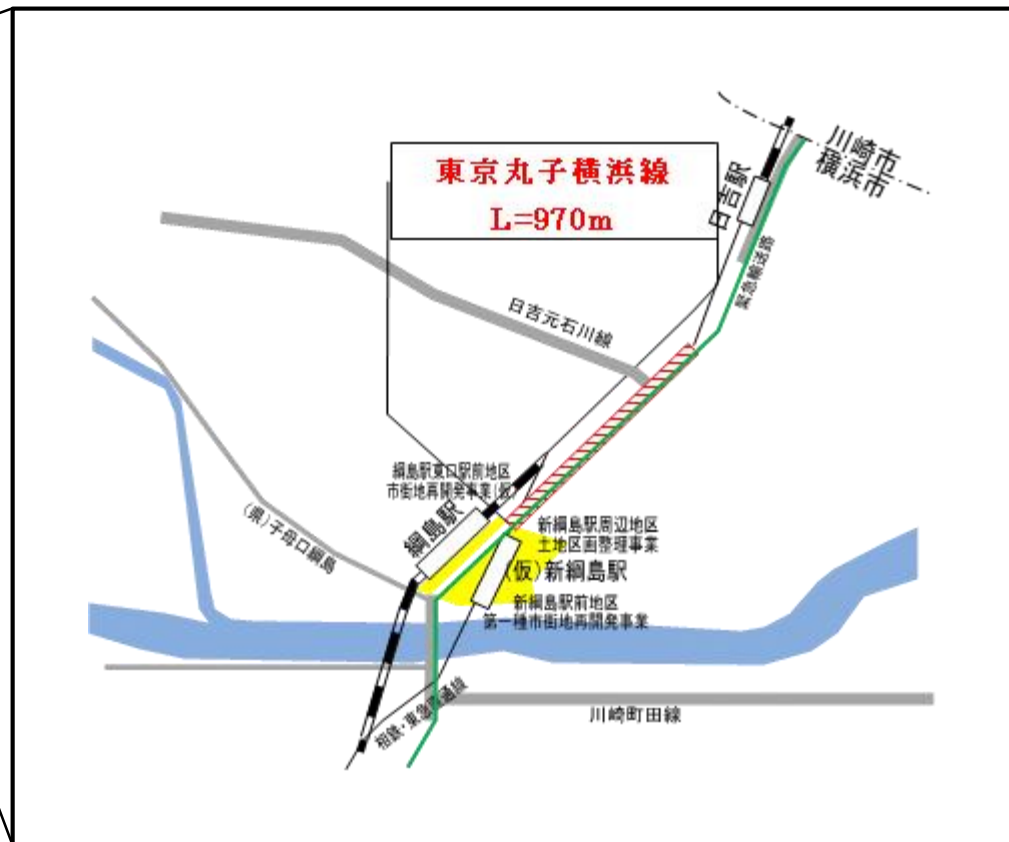 川崎市
横浜市
東京丸子横浜線
L=970m
日吉駅
緊急輸送路
日吉元石川線
綱島駅東口駅前地区
市街地再開発事業(仮)
綱島駅
新綱島駅周辺地区
土地区画整理事業
(仮)新綱島駅
(県)子母口綱島
新綱島駅前地区
第一種市街地再開発事業
相鉄・東急直通線
川崎町田線